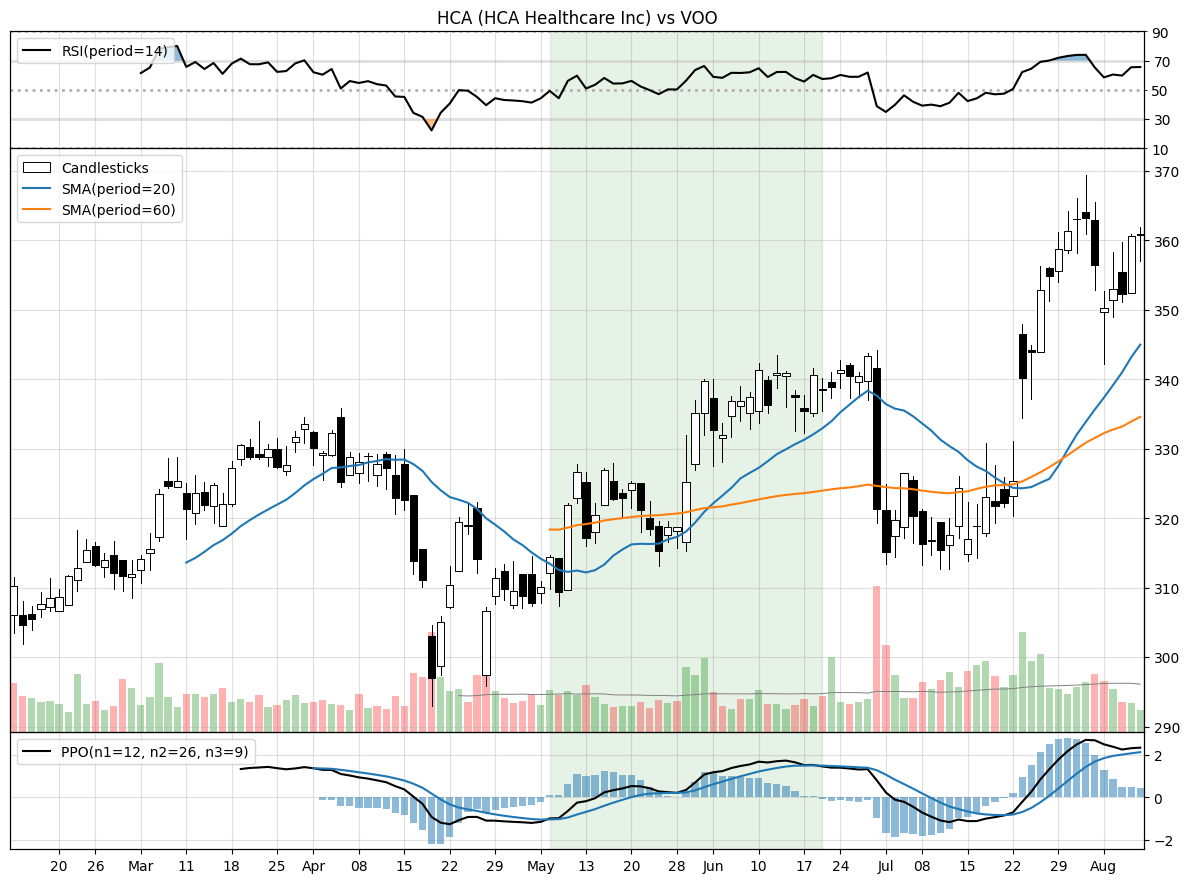 HCA (HCA Healthcare Inc) vs VOO
RSI(period=14)
90
70
50
30
10
Candlesticks
SMA(period=20)
SMA(period=60)
370
360
350
340
330
320
310
300
290
PPO(n1=12, n2=26, n3=9)
2
0
−2
20 26 Mar 11 18 25 Apr 08 15 22 29 May 13 20 28 Jun 10 17 24 Jul 08 15 22 29 Aug